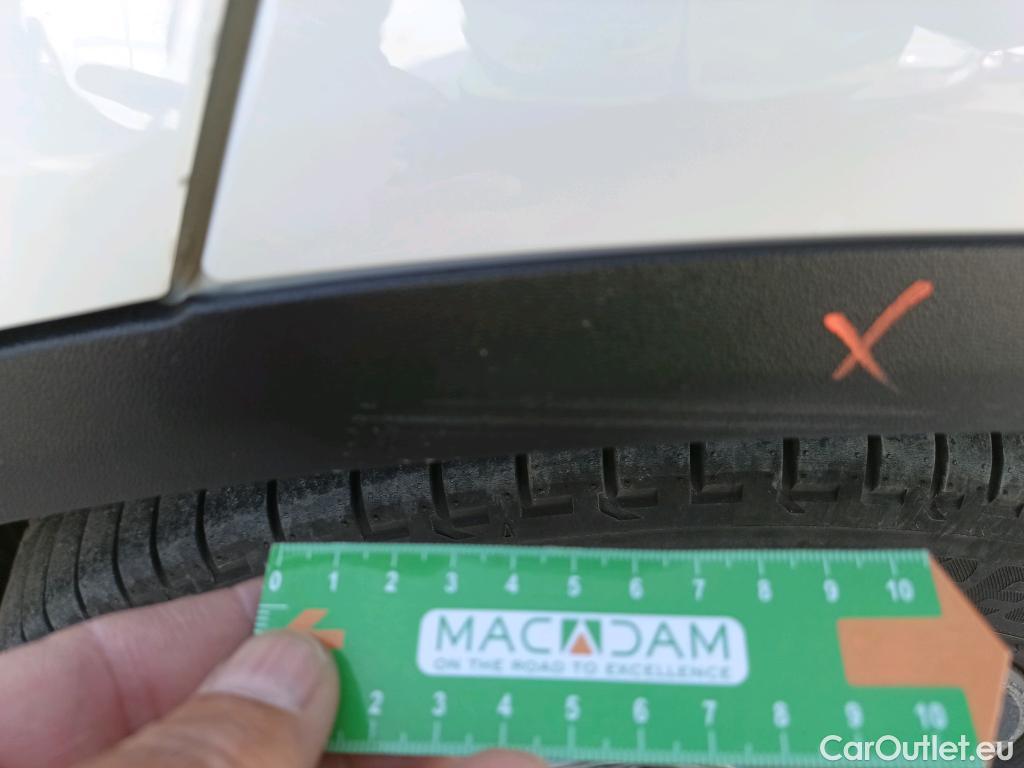 0 1 2 3 4 5 6 7 8 9 10
MACADAM
ON THE ROAD TO EXCELLENCE
2 3 4 5 6 7 8 9 10
CarOutlet.eu